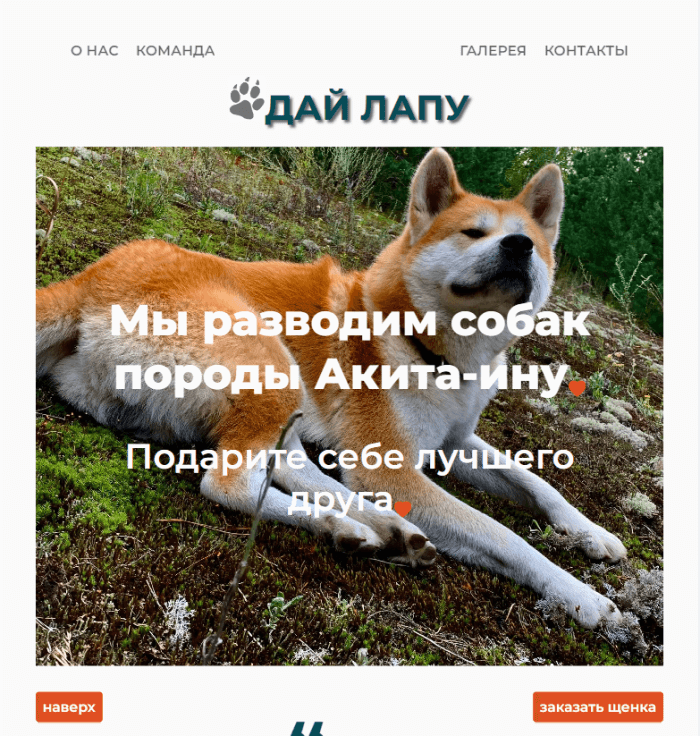 О НАС КОМАНДА ГАЛЕРЕЯ КОНТАКТЫ
ДАЙ ЛАПУ
Мы разводим собак
породы Акита-ину
Подарите себе лучшего
друга
наверх заказать щенка
“